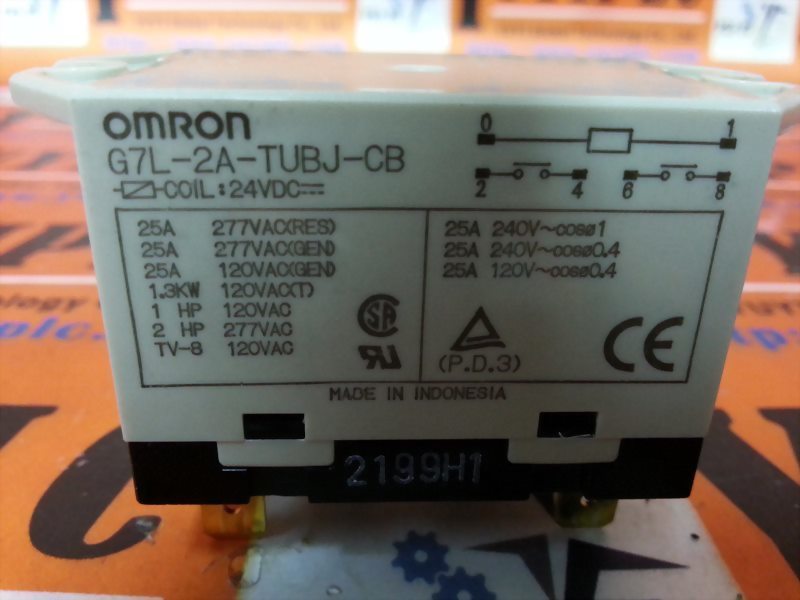 OMRON
G7L-2A-TUBJ-CB
COIL: 24VDC
0 1
2 4 6 8
25A 277VAC(RES)
25A 277VAC(GEN)
25A 120VAC(GEN)
1.3KW 120VAC(T)
1 HP 120VAC
2 HP 277VAC
TV-8 120VAC
25A 240V~cosø1
25A 240V~cosø0.4
25A 120V~cosø0.4
(P.D.3)
CE
MADE IN INDONESIA
2199H1